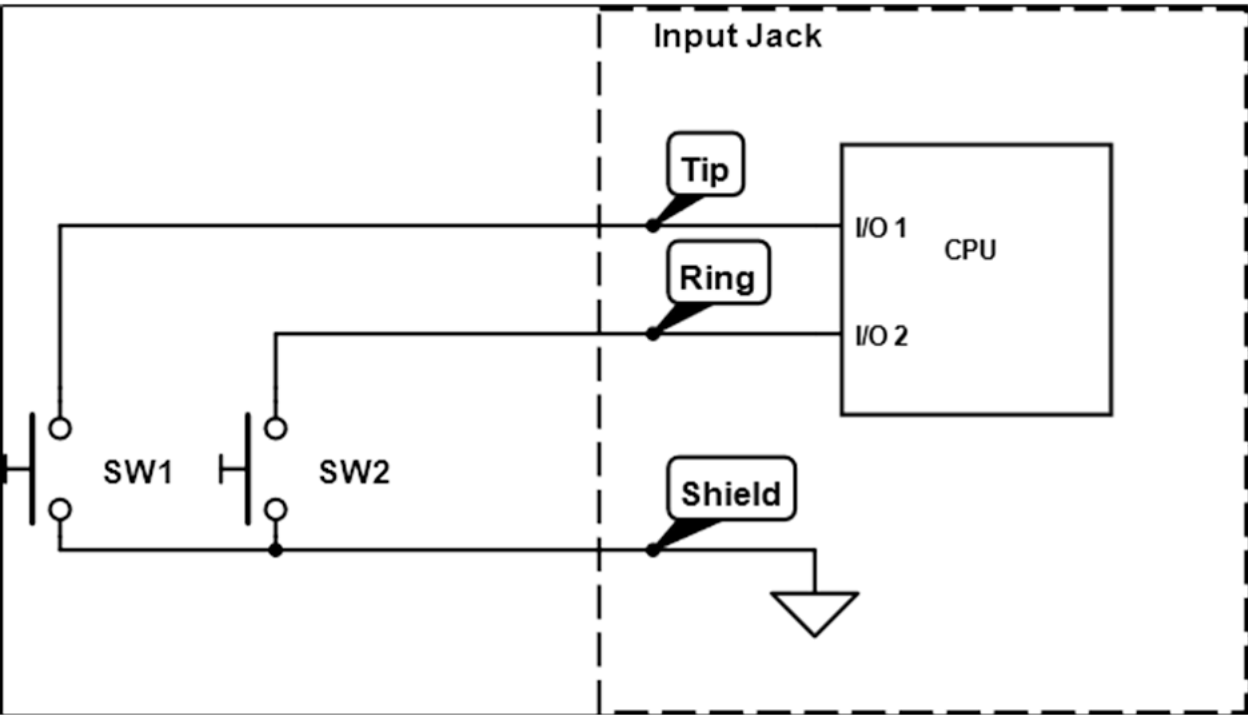 Input Jack
Tip
I/O 1
CPU
Ring
I/O 2
SW1
SW2
Shield